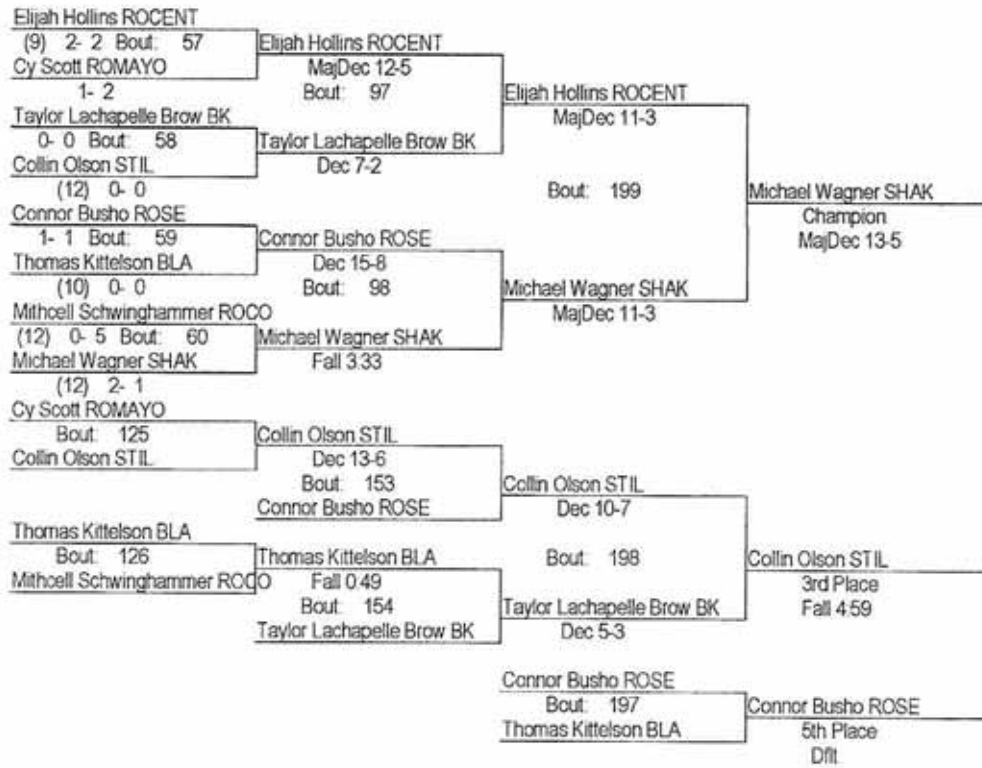 Elijah Hollins ROCENT
(9) 2- 2 Bout: 57
Cy Scott ROMAYO
1- 2
Taylor Lachapelle Brow BK
0- 0 Bout: 58
Collin Olson STIL
(12) 0- 0
Connor Busho ROSE
1- 1 Bout: 59
Thomas Kittelson BLA
(10) 0- 0
Mithcell Schwinghammer ROCO
(12) 0- 5 Bout: 60
Michael Wagner SHAK
(12) 2- 1
Cy Scott ROMAYO
Bout: 125
Collin Olson STIL
Thomas Kittelson BLA
Bout: 126
Mithcell Schwinghammer ROCO
Elijah Hollins ROCENT
MajDec 12-5
Bout: 97
Taylor Lachapelle Brow BK
Dec 7-2
Connor Busho ROSE
Dec 15-8
Bout: 98
Michael Wagner SHAK
Fall 3:33
Collin Olson STIL
Dec 13-6
Bout: 153
Connor Busho ROSE
Thomas Kittelson BLA
Fall 0:49
Bout: 154
Taylor Lachapelle Brow BK
Elijah Hollins ROCENT
MajDec 11-3
Bout: 199
Michael Wagner SHAK
MajDec 11-3
Collin Olson STIL
Dec 10-7
Bout: 198
Taylor Lachapelle Brow BK
Dec 5-3
Connor Busho ROSE
Bout: 197
Thomas Kittelson BLA
Michael Wagner SHAK
Champion
MajDec 13-5
Collin Olson STIL
3rd Place
Fall 4:59
Connor Busho ROSE
5th Place
Dflt